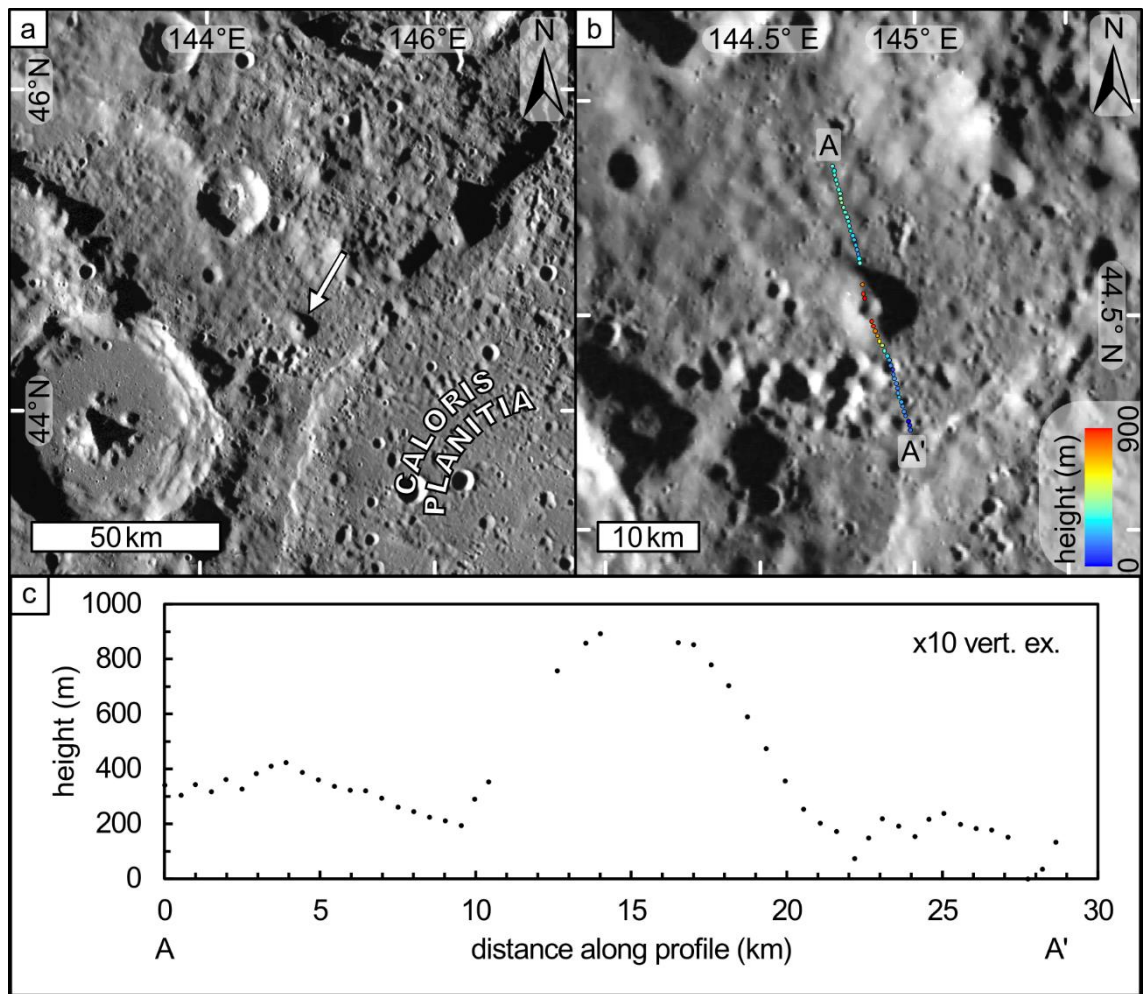 a
144°E
146°E
N
46°N
44°N
CALORIS
PLANITIA
50 km
b
144.5° E
145° E
N
A
44.5° N
A'
10 km
height (m)
900
0
c
1000
800
600
400
200
0
height (m)
x10 vert. ex.
0 5 10 15 20 25 30
A distance along profile (km) A'